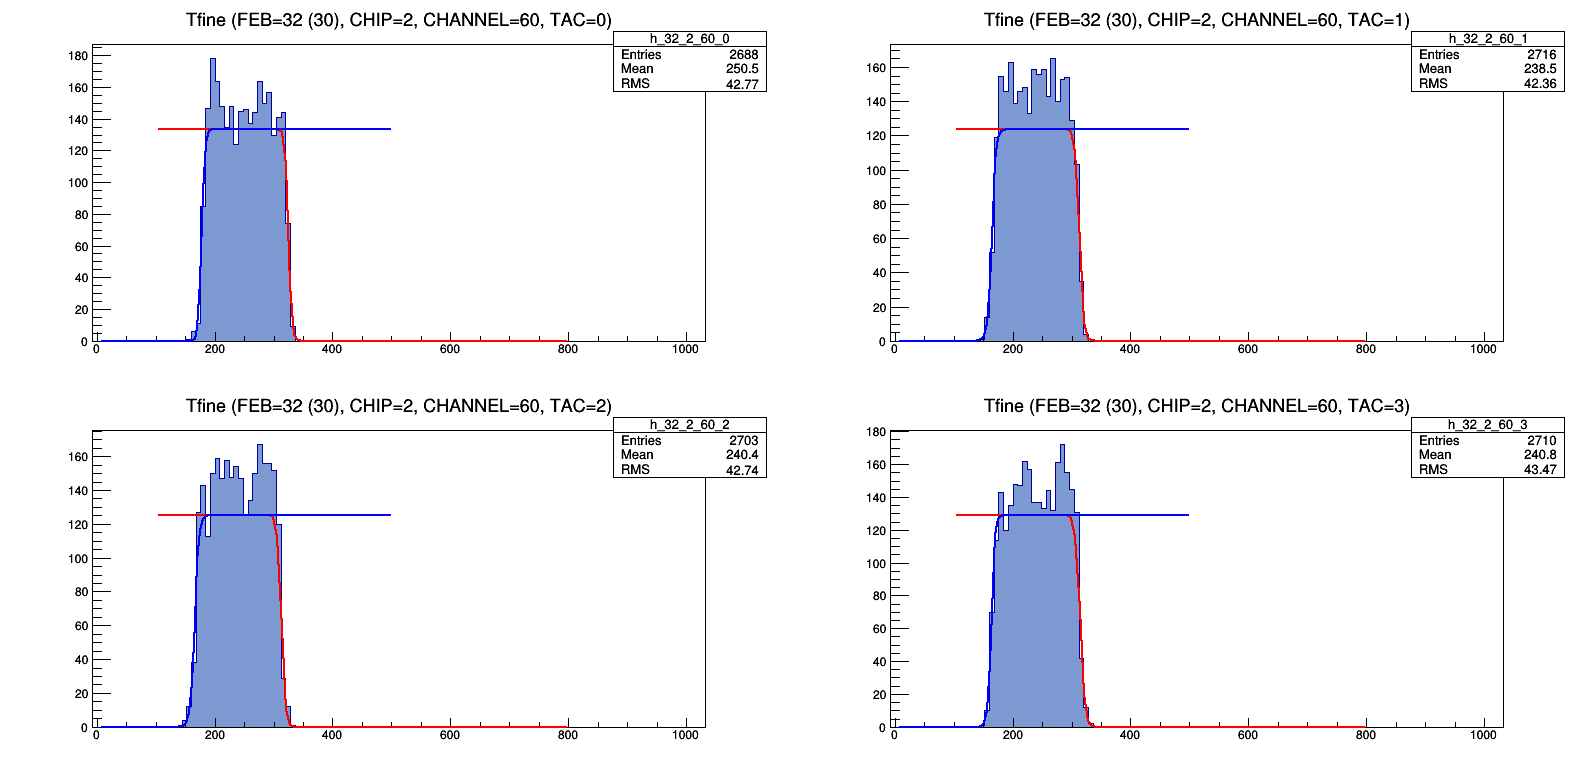 Tfine (FEB=32 (30), CHIP=2, CHANNEL=60, TAC=0)
h_32_2_60_0
Entries 2688
Mean 250.5
RMS 42.77
180
160
140
120
100
80
60
40
20
0
0 200 400 600 800 1000
Tfine (FEB=32 (30), CHIP=2, CHANNEL=60, TAC=1)
h_32_2_60_1
Entries 2716
Mean 238.5
RMS 42.36
160
140
120
100
80
60
40
20
0
0 200 400 600 800 1000
Tfine (FEB=32 (30), CHIP=2, CHANNEL=60, TAC=2)
h_32_2_60_2
Entries 2703
Mean 240.4
RMS 42.74
160
140
120
100
80
60
40
20
0
0 200 400 600 800 1000
Tfine (FEB=32 (30), CHIP=2, CHANNEL=60, TAC=3)
h_32_2_60_3
Entries 2710
Mean 240.8
RMS 43.47
180
160
140
120
100
80
60
40
20
0
0 200 400 600 800 1000